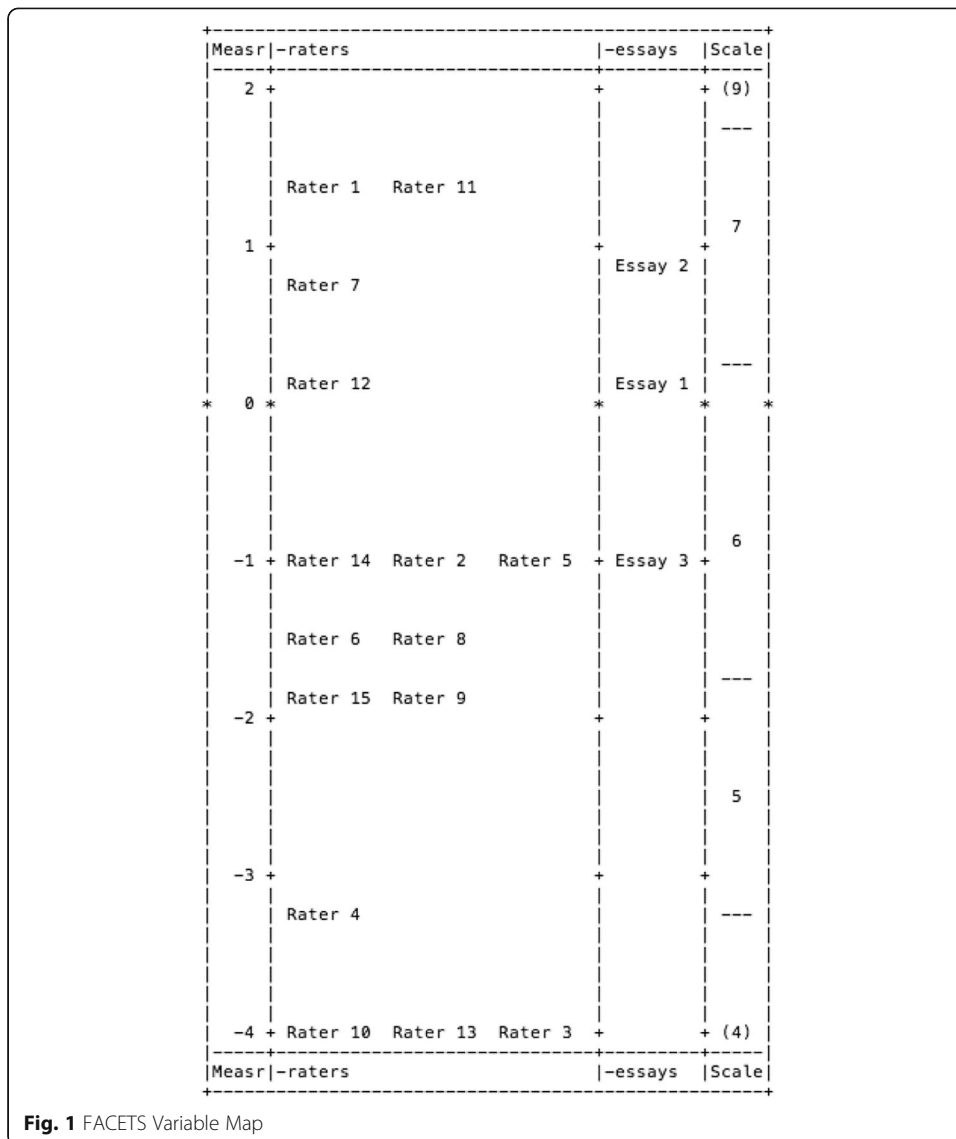 |Measr|-raters |-essays |Scale|
2 + + + (9)
---
Rater 1 Rater 11
7
1 + + +
Essay 2
Rater 7
---
Rater 12 Essay 1
* 0 * * * *
6
-1 + Rater 14 Rater 2 Rater 5 + Essay 3 +
Rater 6 Rater 8
---
Rater 15 Rater 9
-2 + + +
5
-3 + + +
Rater 4 ---
-4 + Rater 10 Rater 13 Rater 3 + + (4)
|Measr|-raters |-essays |Scale|
Fig. 1 FACETS Variable Map